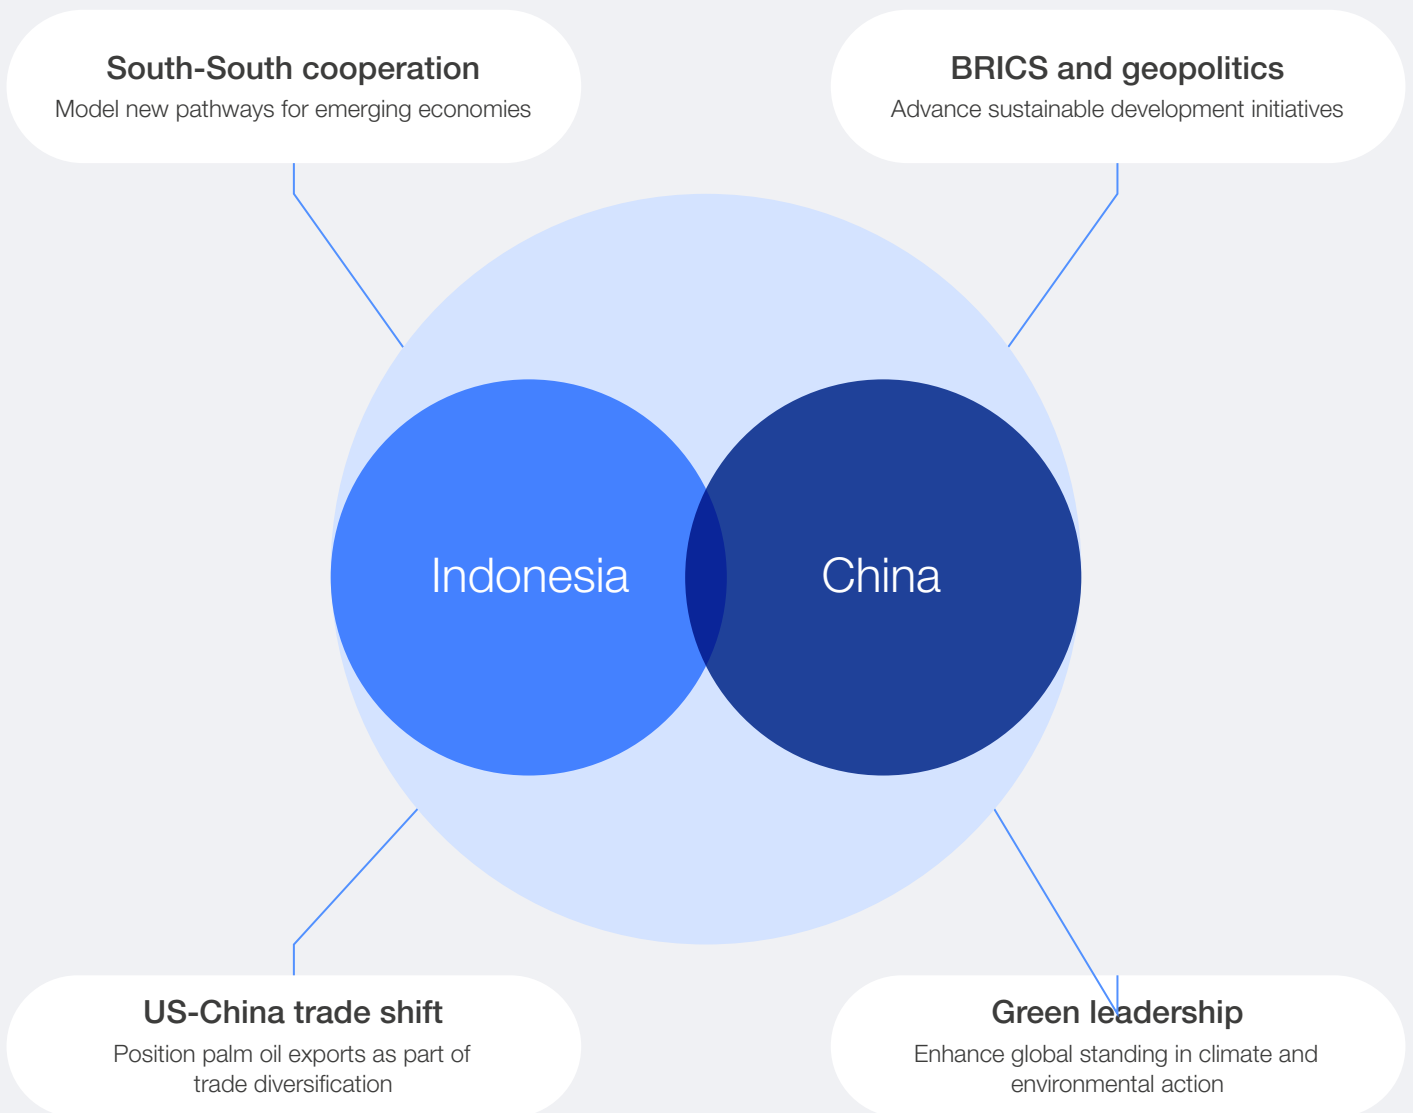 South-South cooperation
Model new pathways for emerging economies
BRICS and geopolitics
Advance sustainable development initiatives
Indonesia
China
US-China trade shift
Position palm oil exports as part of
trade diversification
Green leadership
Enhance global standing in climate and
environmental action